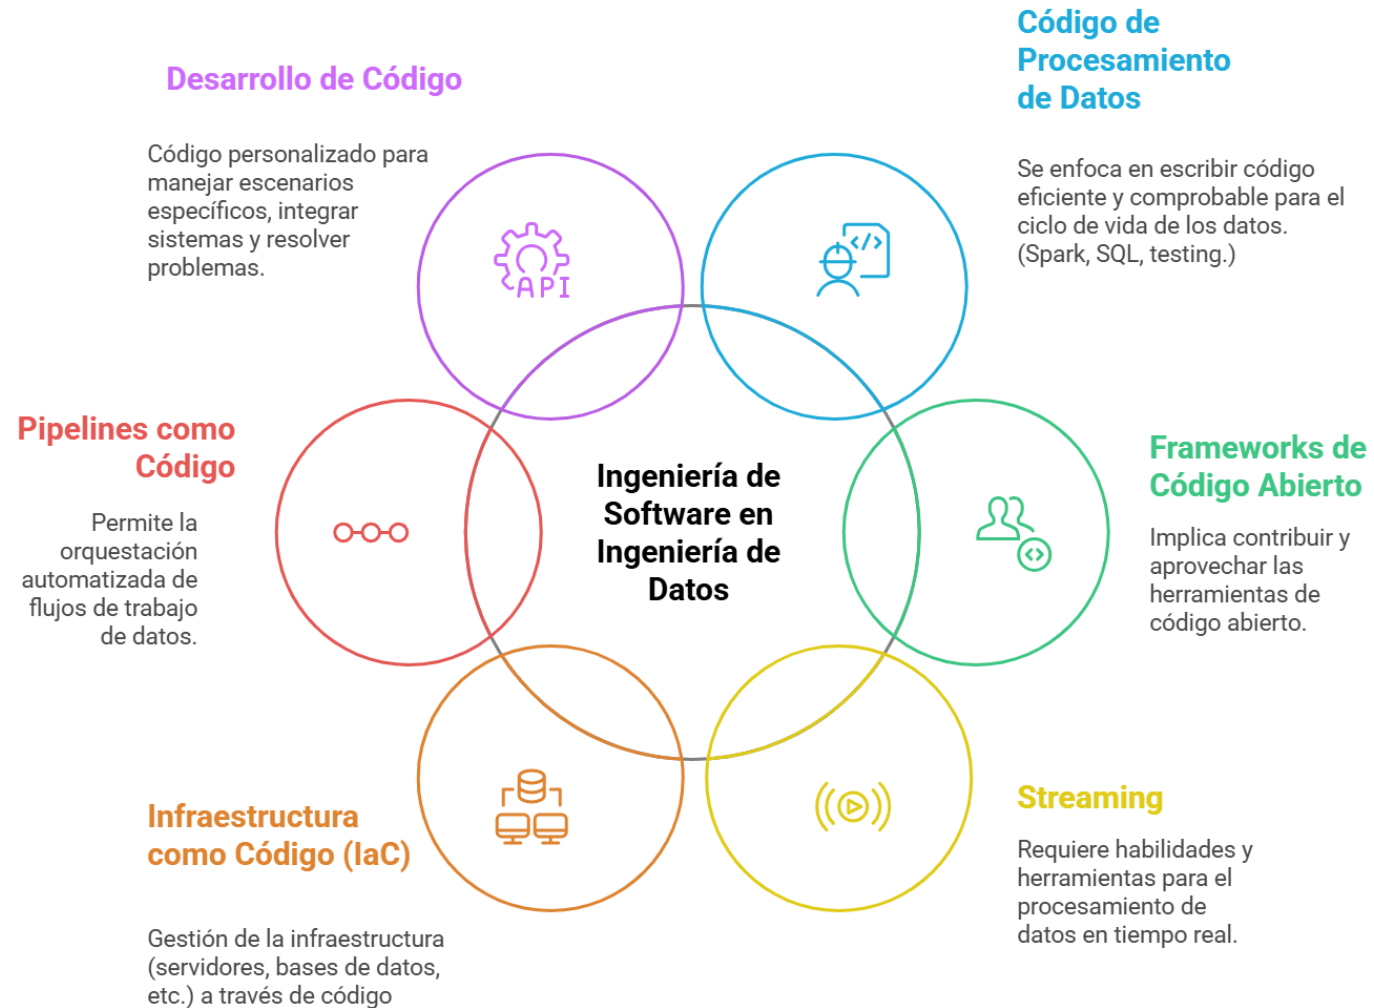 Desarrollo de Código
Código personalizado para
manejar escenarios
específicos, integrar
sistemas y resolver
problemas.
API
Código de
Procesamiento
de Datos
Se enfoca en escribir código
eficiente y comprobable para el
ciclo de vida de los datos.
(Spark, SQL, testing.)
Pipelines como
Código
Permite la
orquestación
automatizada de
flujos de trabajo
de datos.
Ingeniería de
Software en
Ingeniería de
Datos
Frameworks de
Código Abierto
Implica contribuir y
aprovechar las
herramientas de
código abierto.
Infraestructura
como Código (IaC)
Gestión de la infraestructura
(servidores, bases de datos,
etc.) a través de código
Streaming
Requiere habilidades y
herramientas para el
procesamiento de
datos en tiempo real.